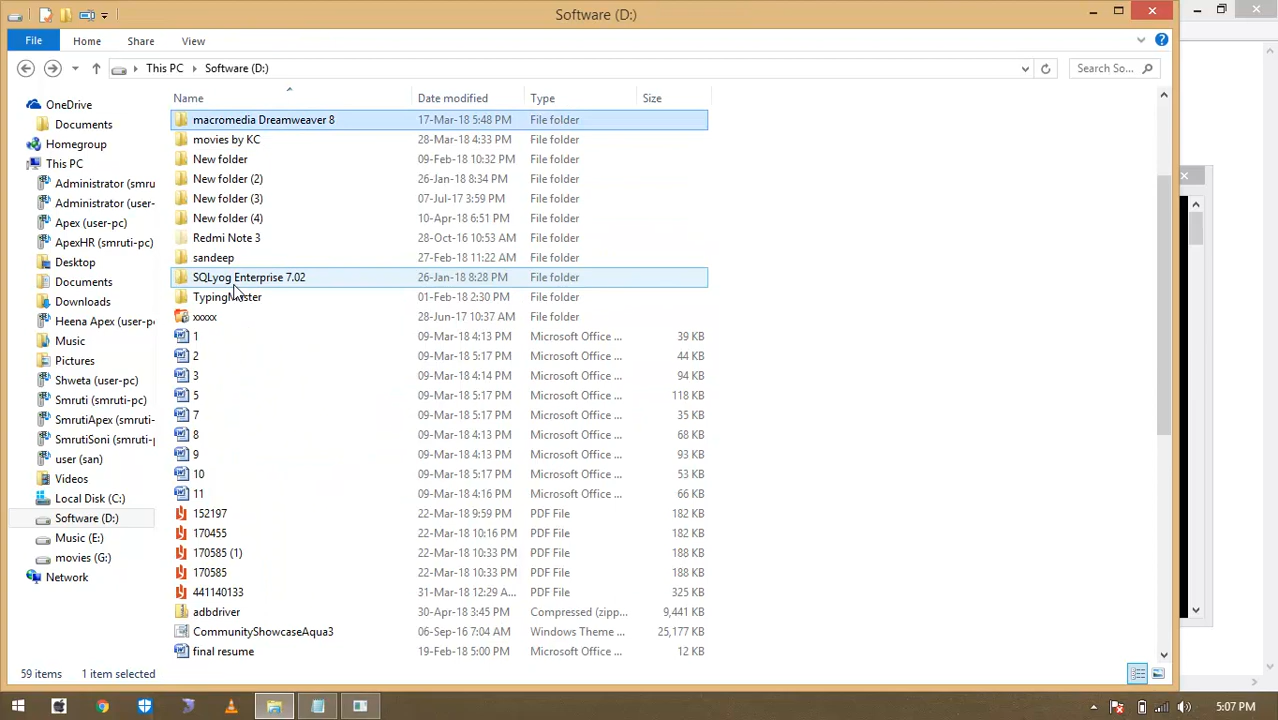 Software (D:)
File Home Share View
This PC Software (D:) Search So...
Name Date modified Type Size
OneDrive
Documents
Homegroup
This PC
Administrator (smru
Administrator (user-
Apex (user-pc)
ApexHR (smruti-pc)
Desktop
Documents
Downloads
Heena Apex (user-p
Music
Pictures
Shweta (user-pc)
Smruti (smruti-pc)
SmrutiApex (smruti-
SmrutiSoni (smruti-p
user (san)
Videos
Local Disk (C:)
Software (D:)
Music (E:)
movies (G:)
Network
macromedia Dreamweaver 8 17-Mar-18 5:48 PM File folder
movies by KC 28-Mar-18 4:33 PM File folder
New folder 09-Feb-18 10:32 PM File folder
New folder (2) 26-Jan-18 8:34 PM File folder
New folder (3) 07-Jul-17 3:59 PM File folder
New folder (4) 10-Apr-18 6:51 PM File folder
Redmi Note 3 28-Oct-16 10:53 AM File folder
sandeep 27-Feb-18 11:22 AM File folder
SQLyog Enterprise 7.02 26-Jan-18 8:28 PM File folder
TypingMaster 01-Feb-18 2:30 PM File folder
xxxxx 28-Jun-17 10:37 AM File folder
1 09-Mar-18 4:13 PM Microsoft Office ... 39 KB
2 09-Mar-18 5:17 PM Microsoft Office ... 44 KB
3 09-Mar-18 4:14 PM Microsoft Office ... 94 KB
5 09-Mar-18 5:17 PM Microsoft Office ... 118 KB
7 09-Mar-18 5:17 PM Microsoft Office ... 35 KB
8 09-Mar-18 4:13 PM Microsoft Office ... 68 KB
9 09-Mar-18 4:13 PM Microsoft Office ... 93 KB
10 09-Mar-18 5:17 PM Microsoft Office ... 53 KB
11 09-Mar-18 4:16 PM Microsoft Office ... 66 KB
152197 22-Mar-18 9:59 PM PDF File 182 KB
170455 22-Mar-18 10:16 PM PDF File 182 KB
170585 (1) 22-Mar-18 10:33 PM PDF File 188 KB
170585 22-Mar-18 10:33 PM PDF File 188 KB
441140133 31-Mar-18 12:29 A... PDF File 325 KB
adbdriver 30-Apr-18 3:45 PM Compressed (zipp... 9,441 KB
CommunityShowcaseAqua3 06-Sep-16 7:04 AM Windows Theme ... 25,177 KB
final resume 19-Feb-18 5:00 PM Microsoft Office ... 12 KB
59 items 1 item selected
5:07 PM